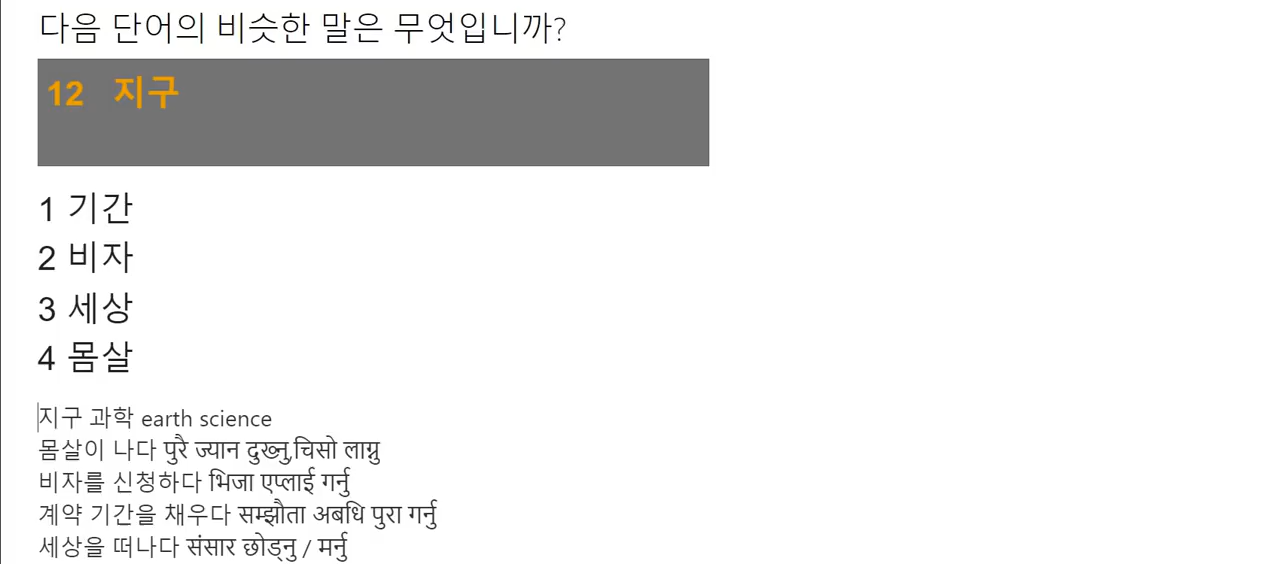 다음 단어의 비슷한 말은 무엇입니까?
12 지구
1 기간
2 비자
3 세상
4 몸살
지구 과학 earth science
몸살이 나다 पुरै ज्यान दुख्नु,चिसो लाग्नु
비자를 신청하다 भिजा एप्लाई गर्नु
계약 기간을 채우다 सम्झौता अबधि पुरा गर्नु
세상을 떠나다 संसार छोड्नु / मर्नु